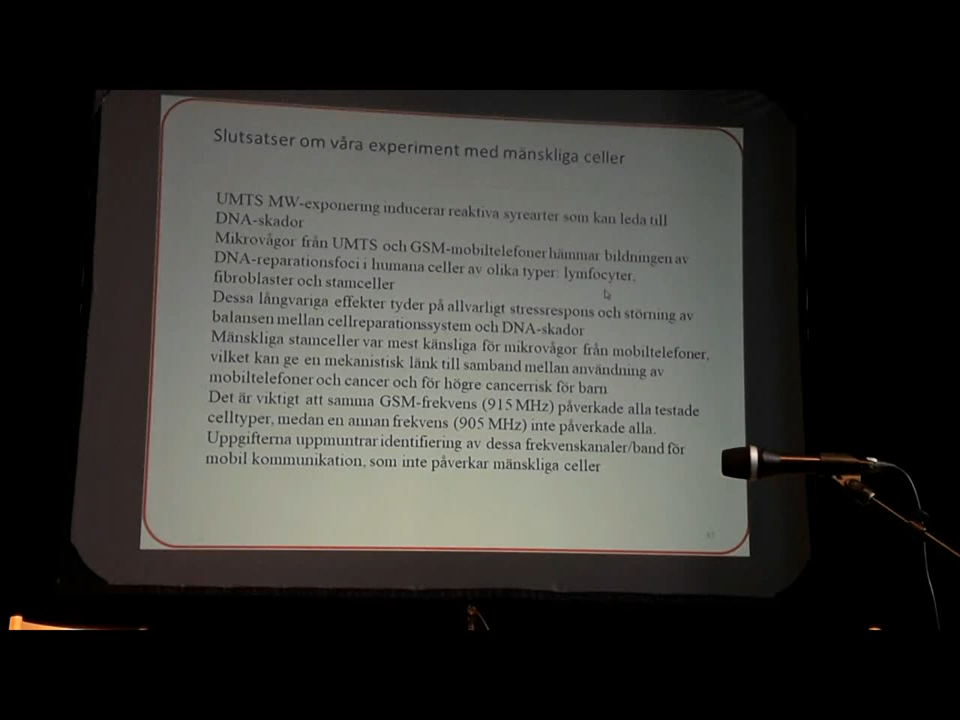 Slutsatser om våra experiment med mänskliga celler
UMTS MW-exponering inducerar reaktiva syrearter som kan leda till
DNA-skador
Mikrovågor från UMTS och GSM-mobiltelefoner hämmar bildningen av
DNA-reparationsfoci i humana celler av olika typer: lymfocyter,
fibroblaster och stamceller
Dessa långvariga effekter tyder på allvarligt stressrespons och störning av
balansen mellan cellreparationssystem och DNA-skador
Mänskliga stamceller var mest känsliga för mikrovågor från mobiltelefoner,
vilket kan ge en mekanistisk länk till samband mellan användning av
mobiltelefoner och cancer och för högre cancerrisk för barn
Det är viktigt att samma GSM-frekvens (915 MHz) påverkade alla testade
celltyper, medan en annan frekvens (905 MHz) inte påverkade alla.
Uppgifterna uppmuntrar identifiering av dessa frekvenskanaler/band för
mobil kommunikation, som inte påverkar mänskliga celler